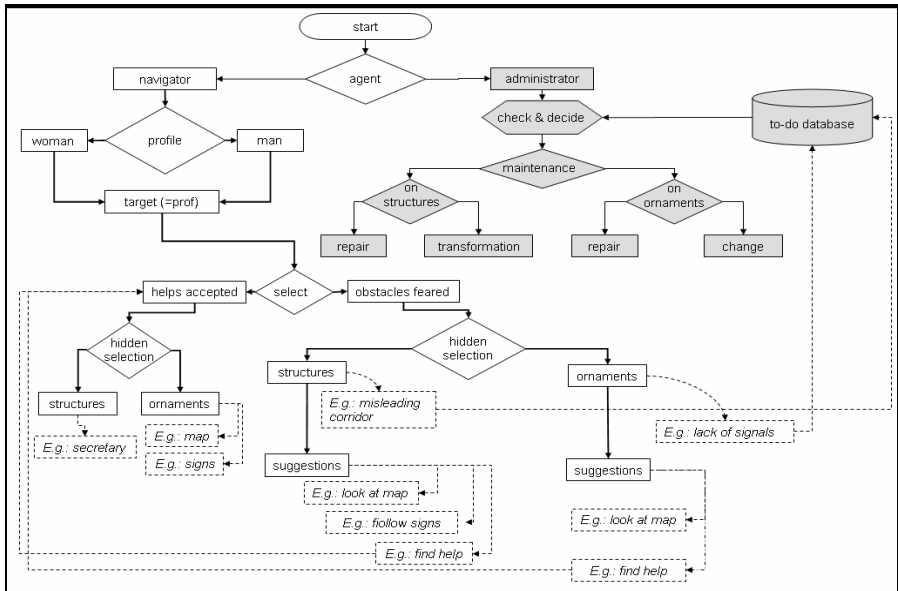 start
navigator
agent
administrator
woman
profile
man
check & decide
to-do database
target (=prof)
maintenance
on
structures
on
ornaments
repair
transformation
repair
change
helps accepted
select
obstacles feared
hidden
selection
hidden
selection
structures
ornaments
structures
ornaments
E.g.: misleading
corridor
E.g.: secretary
E.g.: map
E.g.: signs
E.g.: lack of signals
suggestions
suggestions
E.g.: look at map
E.g.: fiollow signs
E.g.: find help
E.g.: look at map
E.g.: find help